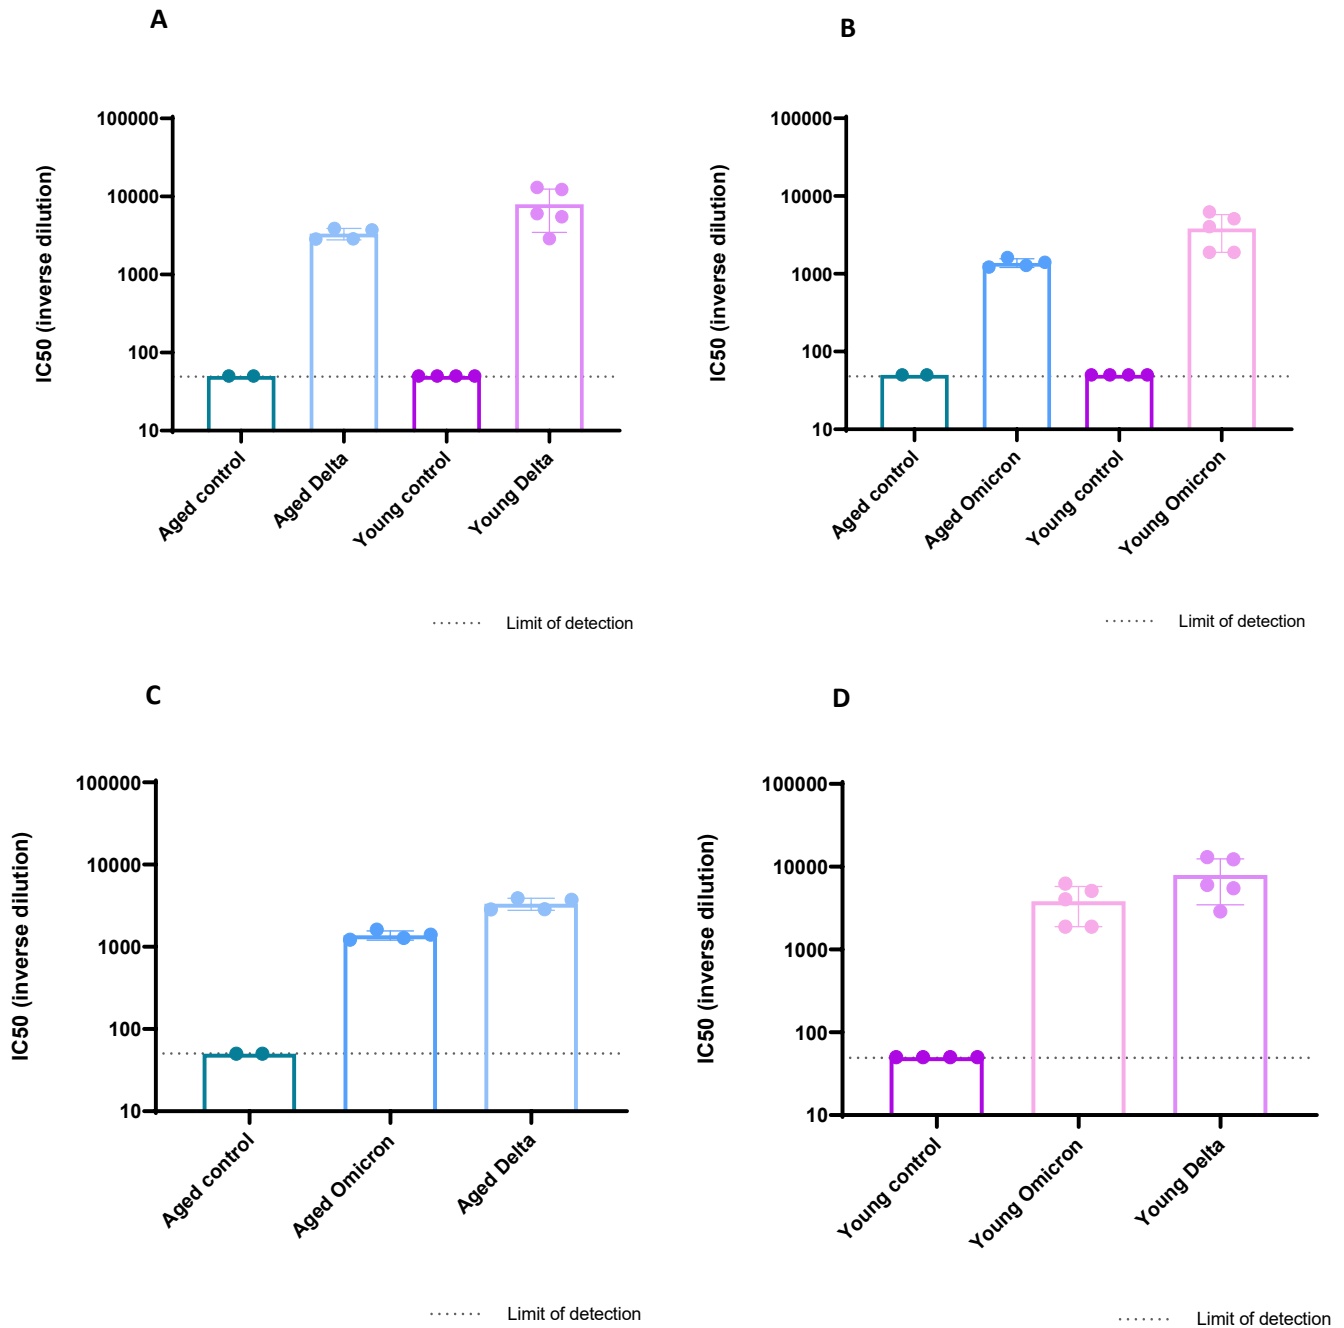 A
IC50 (inverse dilution)
100000
10000
1000
100
10
Aged control
Aged Delta
Young control
Young Delta
Limit of detection
B
IC50 (inverse dilution)
100000
10000
1000
100
10
Aged control
Aged Omicron
Young control
Young Omicron
Limit of detection
C
IC50 (inverse dilution)
100000
10000
1000
100
10
Aged control
Aged Omicron
Aged Delta
Limit of detection
D
IC50 (inverse dilution)
100000
10000
1000
100
10
Young control
Young Omicron
Young Delta
Limit of detection